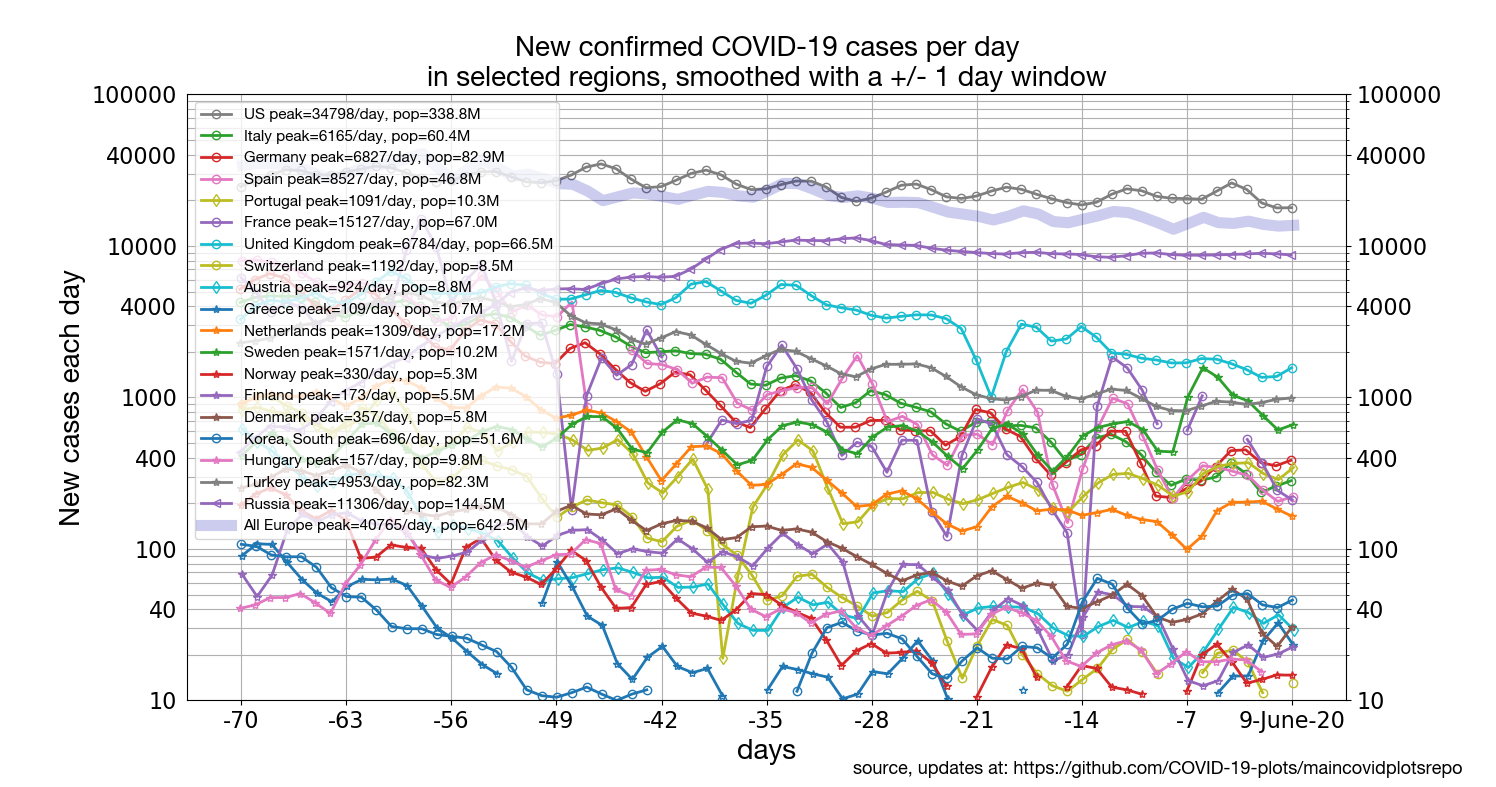 New confirmed COVID-19 cases per day
in selected regions, smoothed with a +/- 1 day window
100000
40000
10000
4000
1000
400
100
40
10
New cases each day
US peak=34798/day, pop=338.8M
Italy peak=6165/day, pop=60.4M
Germany peak=6827/day, pop=82.9M
Spain peak=8527/day, pop=46.8M
Portugal peak=1091/day, pop=10.3M
France peak=15127/day, pop=67.0M
United Kingdom peak=6784/day, pop=66.5M
Switzerland peak=1192/day, pop=8.5M
Austria peak=924/day, pop=8.8M
Greece peak=109/day, pop=10.7M
Netherlands peak=1309/day, pop=17.2M
Sweden peak=1571/day, pop=10.2M
Norway peak=330/day, pop=5.3M
Finland peak=173/day, pop=5.5M
Denmark peak=357/day, pop=5.8M
Korea, South peak=696/day, pop=51.6M
Hungary peak=157/day, pop=9.8M
Turkey peak=4953/day, pop=82.3M
Russia peak=11306/day, pop=144.5M
All Europe peak=40765/day, pop=642.5M
100000
40000
10000
4000
1000
400
100
40
10
-70 -63 -56 -49 -42 -35 -28 -21 -14 -7 9-June-20
days
source, updates at: https://github.com/COVID-19-plots/maincovidplotsrepo